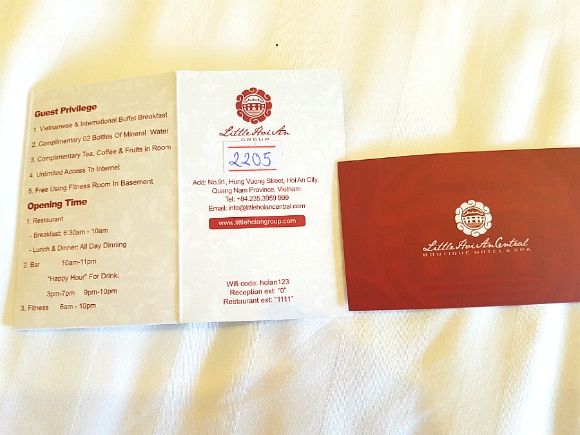 Guest Privilege
1. Vietnamese & International Buffet Breakfast
2. Complimentary 02 Bottles Of Mineral Water
3. Complimentary Tea, Coffee & Fruits in Room
4. Unlimited Access To Internet
5. Free Using Fitness Room In Basement
Opening Time
1. Restaurant
- Breakfast: 6:30am - 10am
- Lunch & Dinner: All Day Dinning
2. Bar 10am-11pm
"Happy Hour" For Drink:
3pm-7pm 9pm-10pm
3. Fitness 6am - 10pm
Little Hoi An
GROUP
2205
Add: No.91, Hung Vuong Street, Hoi An City,
Quang Nam Province, Vietnam
Tel: +84.235.3959 999
Email: info@littlehoiancentral.com
www.littlehoiangroup.com
Wifi code: hoian123
Reception ext: "0"
Restaurant ext: "1111"
Little Hoi An Central
BOUTIQUE HOTEL & SPA